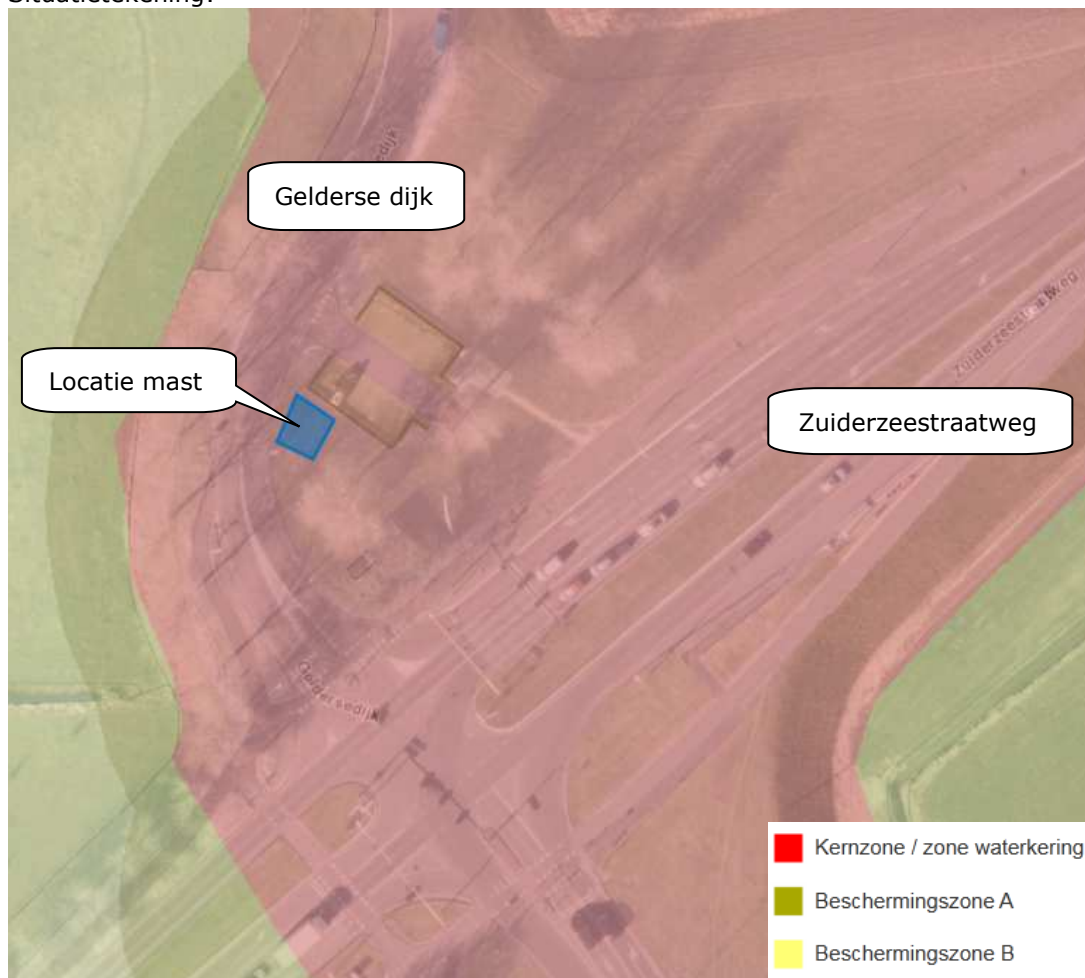 Situatietekening:
Gelderse dijk
Locatie mast
Zuiderzeestraatweg
Zuiderzeestraatweg
Geldersedijk
Kernzone / zone waterkering
Beschermingszone A
Beschermingszone B